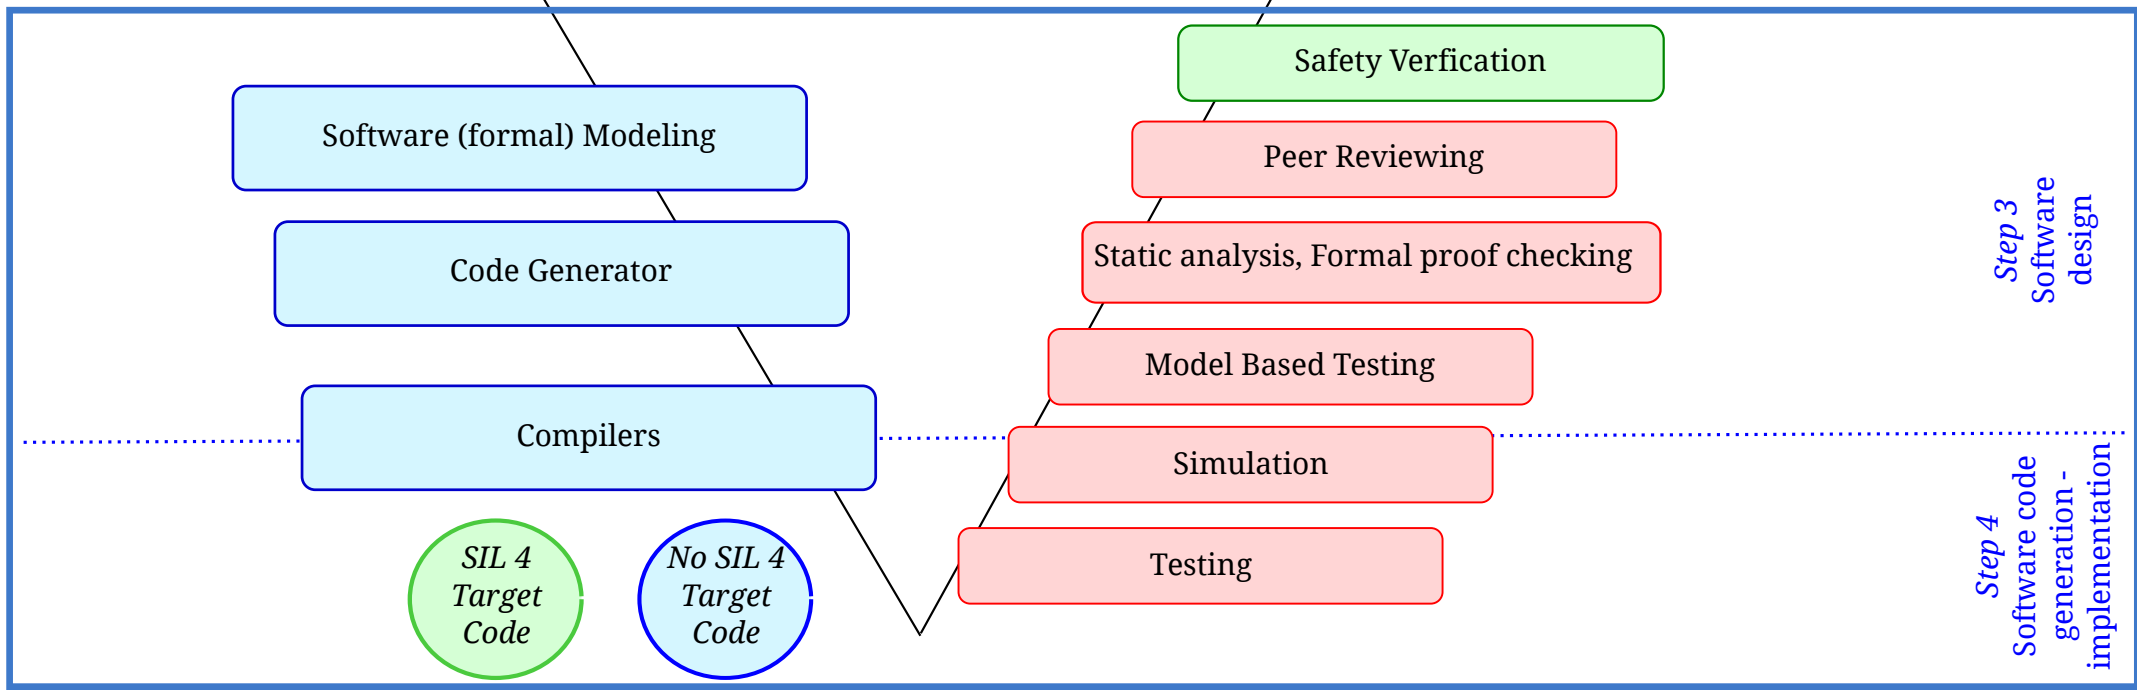 Safety Verfication
Software (formal) Modeling
Peer Reviewing
Code Generator
Static analysis, Formal proof checking
Step 3
Software
design
Model Based Testing
Compilers
Simulation
Testing
SIL 4
Target
Code
No SIL 4
Target
Code
Step 4
Software code
generation -
implementation